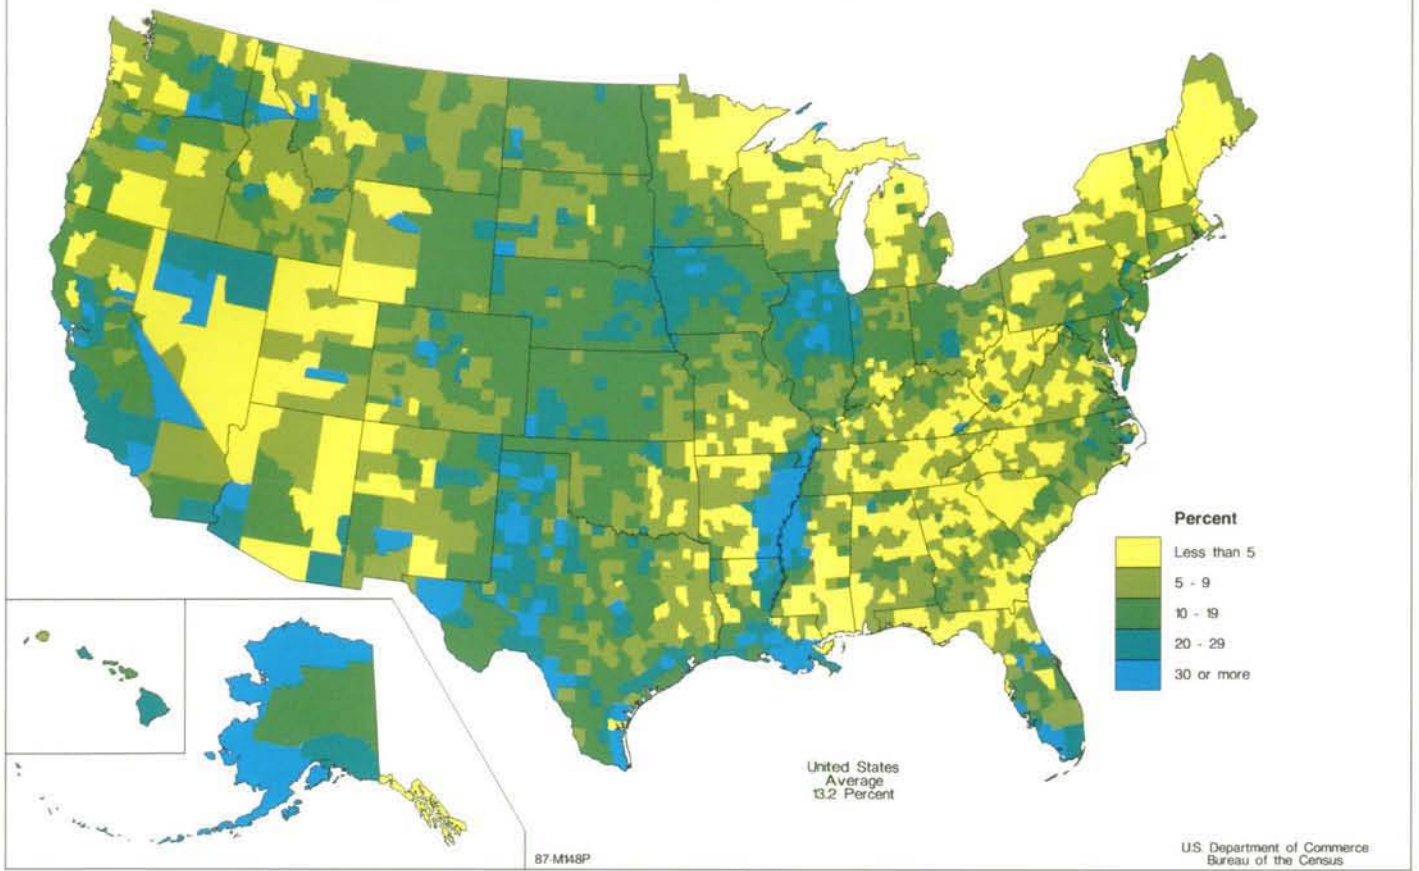 Percent
Less than 5
5 - 9
10 - 19
20 - 29
30 or more
United States
Average
13.2 Percent
87-M148P
U.S. Department of Commerce
Bureau of the Census